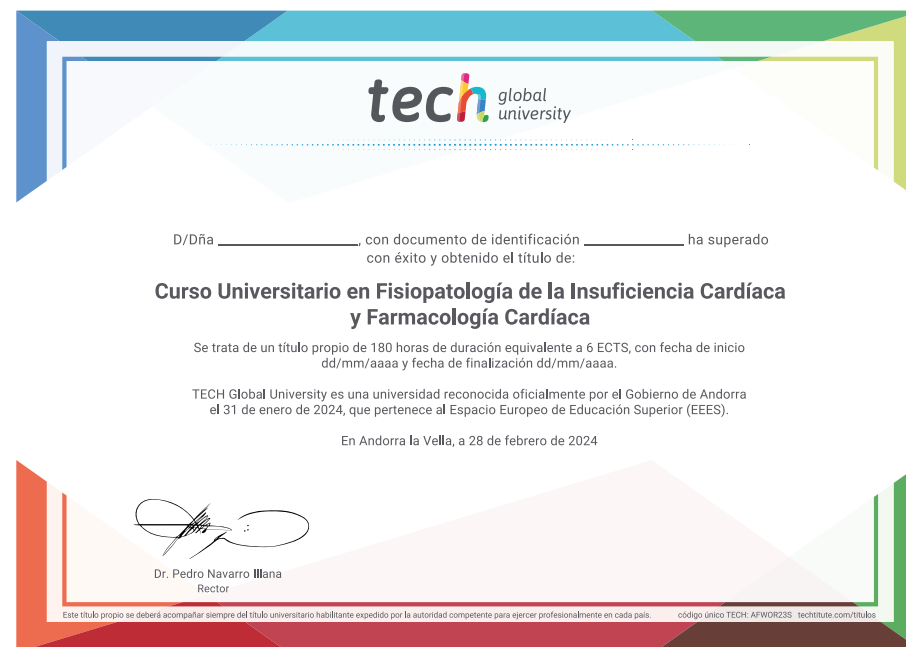 tech global university
D/Dña ____________________, con documento de identificación ______________ ha superado
con éxito y obtenido el título de:
Curso Universitario en Fisiopatología de la Insuficiencia Cardíaca
y Farmacología Cardíaca
Se trata de un título propio de 180 horas de duración equivalente a 6 ECTS, con fecha de inicio
dd/mm/aaaa y fecha de finalización dd/mm/aaaa.
TECH Global University es una universidad reconocida oficialmente por el Gobierno de Andorra
el 31 de enero de 2024, que pertenece al Espacio Europeo de Educación Superior (EEES).
En Andorra la Vella, a 28 de febrero de 2024
Dr. Pedro Navarro Illana
Rector
Este título propio se deberá acompañar siempre del título universitario habilitante expedido por la autoridad competente para ejercer profesionalmente en cada país. código único TECH: AFWOR23S techtitute.com/titulos